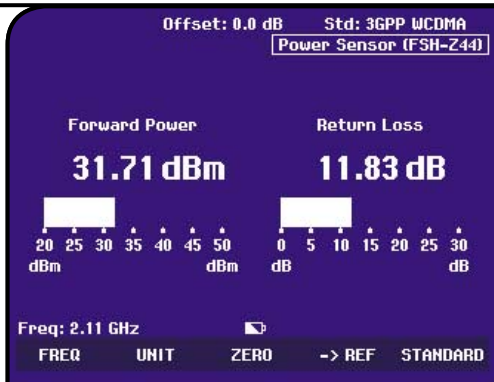 Offset: 0.0 dB Std: 3GPP WCDMA
Power Sensor (FSH-Z44)
Forward Power Return Loss
31.71 dBm 11.83 dB
20 25 30 35 40 45 50 0 5 10 15 20 25 30
dBm dBm dB dB
Freq: 2.11 GHz
FREQ UNIT ZERO -> REF STANDARD